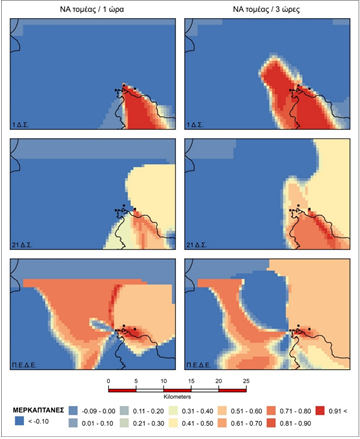 ΝΑ τομέας / 1 ώρα
ΝΑ τομέας / 3 ώρες
1 Δ.Σ.
1 Δ.Σ.
21 Δ.Σ.
21 Δ.Σ.
Π.Ε.Δ.Ε.
Π.Ε.Δ.Ε.
0 5 10 15 20 25
Kilometers
ΜΕΡΚΑΠΤΑΝΕΣ
-0.09 - 0.00 0.11 - 0.20 0.31 - 0.40 0.51 - 0.60 0.71 - 0.80 0.91 <
< -0.10 0.01 - 0.10 0.21 - 0.30 0.41 - 0.50 0.61 - 0.70 0.81 - 0.90